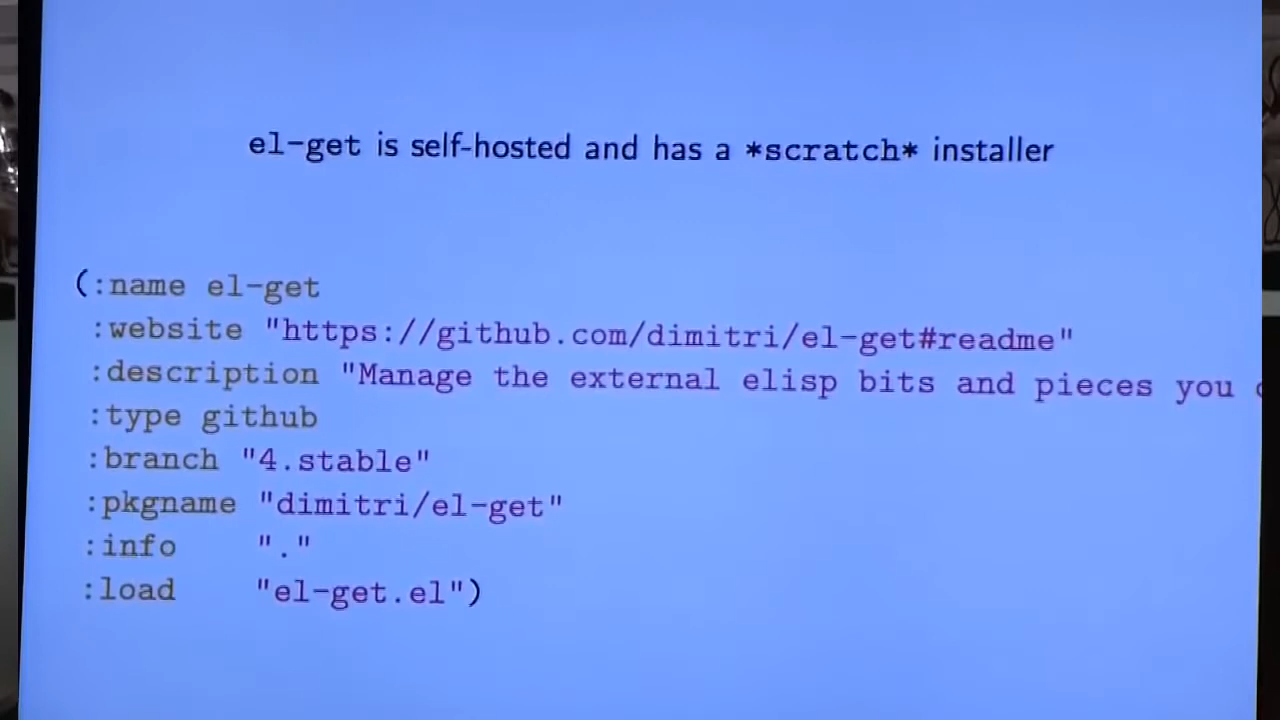 el-get is self-hosted and has a *scratch* installer
(:name el-get
:website "https://github.com/dimitri/el-get#readme"
:description "Manage the external elisp bits and pieces you
:type github
:branch "4.stable"
:pkgname "dimitri/el-get"
:info "."
:load "el-get.el")